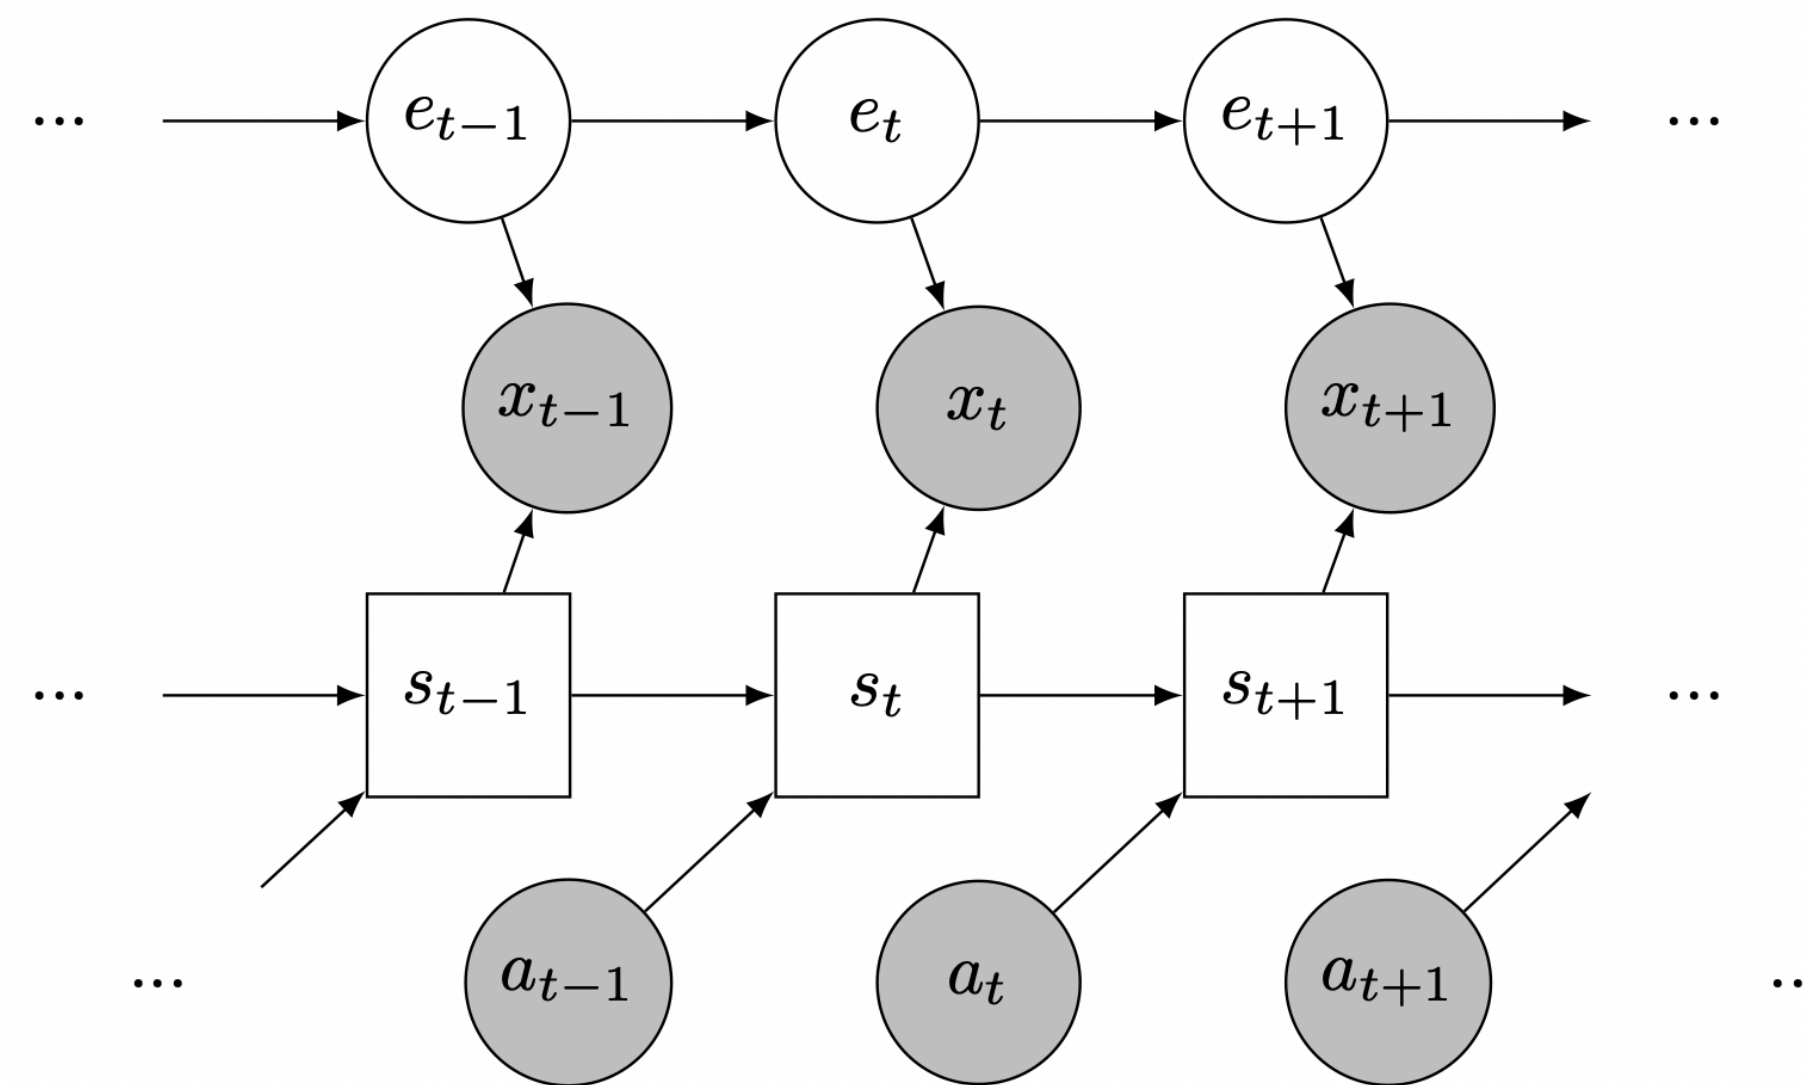 ... e_{t-1} e_t e_{t+1} ...
x_{t-1} x_t x_{t+1}
... s_{t-1} s_t s_{t+1} ...
... a_{t-1} a_t a_{t+1} ..